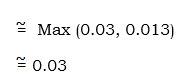 ≅ Max (0.03, 0.013)
≅ 0.03